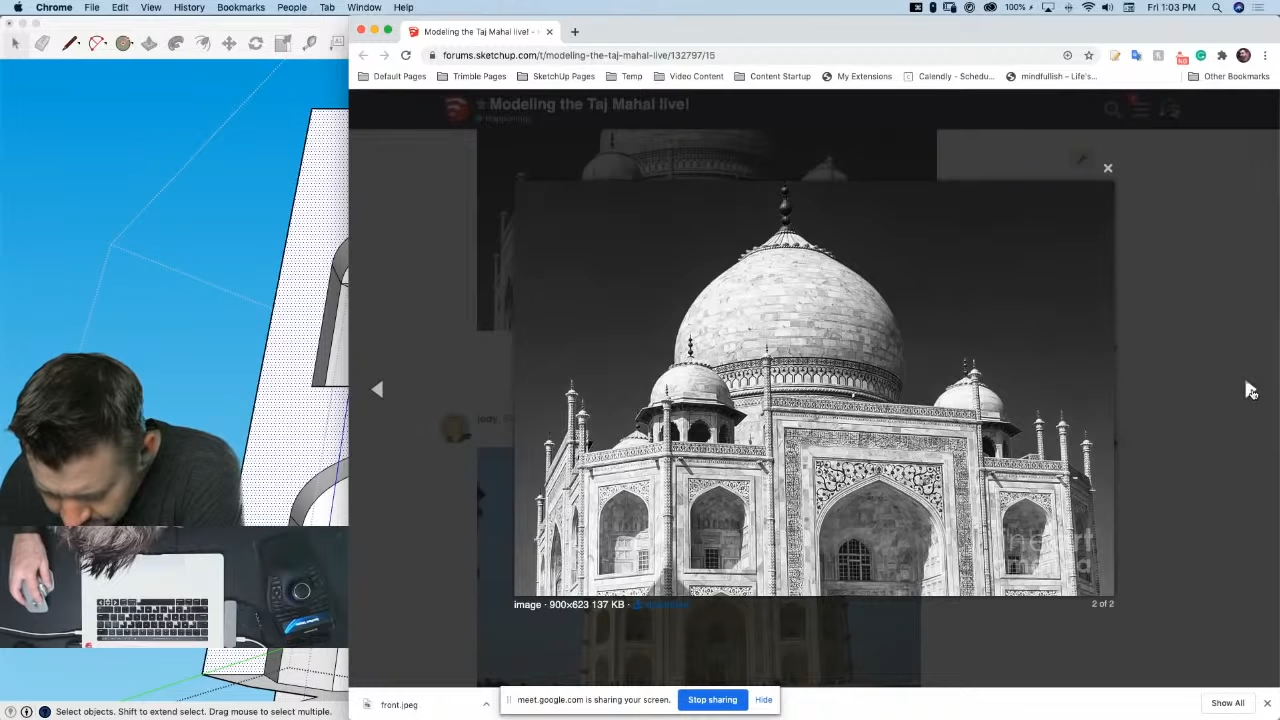 Chrome File Edit View History Bookmarks People Tab Window Help
100% Fri 1:03 PM
Modeling the Taj Mahal live! -
forums.sketchup.com/t/modeling-the-taj-mahal-live/132797/15
Default Pages Trimble Pages SketchUp Pages Temp Video Content Content Startup My Extensions Calendly - Schedu... mindfullish – Life's... Other Bookmarks
Modeling the Taj Mahal live!
image · 900×623 137 KB ·
2 of 2
meet.google.com is sharing your screen. Stop sharing Hide
front.jpeg
Show All
Select objects. Shift to extend select. Drag mouse to select multiple.